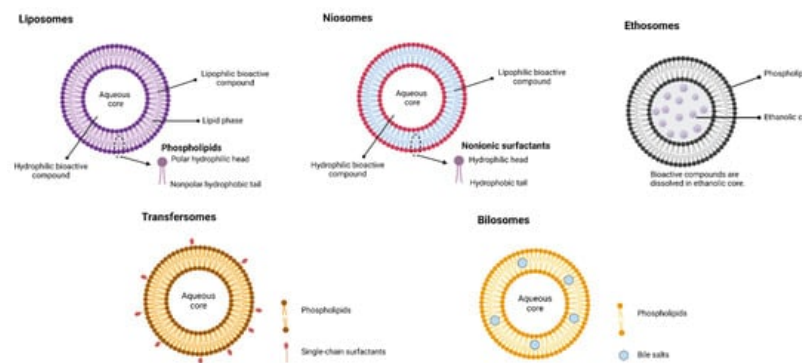 Liposomes
Aqueous
core
Lipophilic bioactive
compound
Lipid phase
Phospholipids
Polar hydrophilic head
Nonpolar hydrophobic tail
Hydrophilic bioactive
compound
Niosomes
Aqueous
core
Lipophilic bioactive
compound
Nonionic surfactants
Hydrophilic head
Hydrophobic tail
Hydrophilic bioactive
compound
Ethosomes
Phospholip
Ethanolic c
Bioactive compounds are
dissolved in ethanolic core.
Transfersomes
Aqueous
core
Phospholipids
Single-chain surfactants
Bilosomes
Aqueous
core
Phospholipids
Bile salts